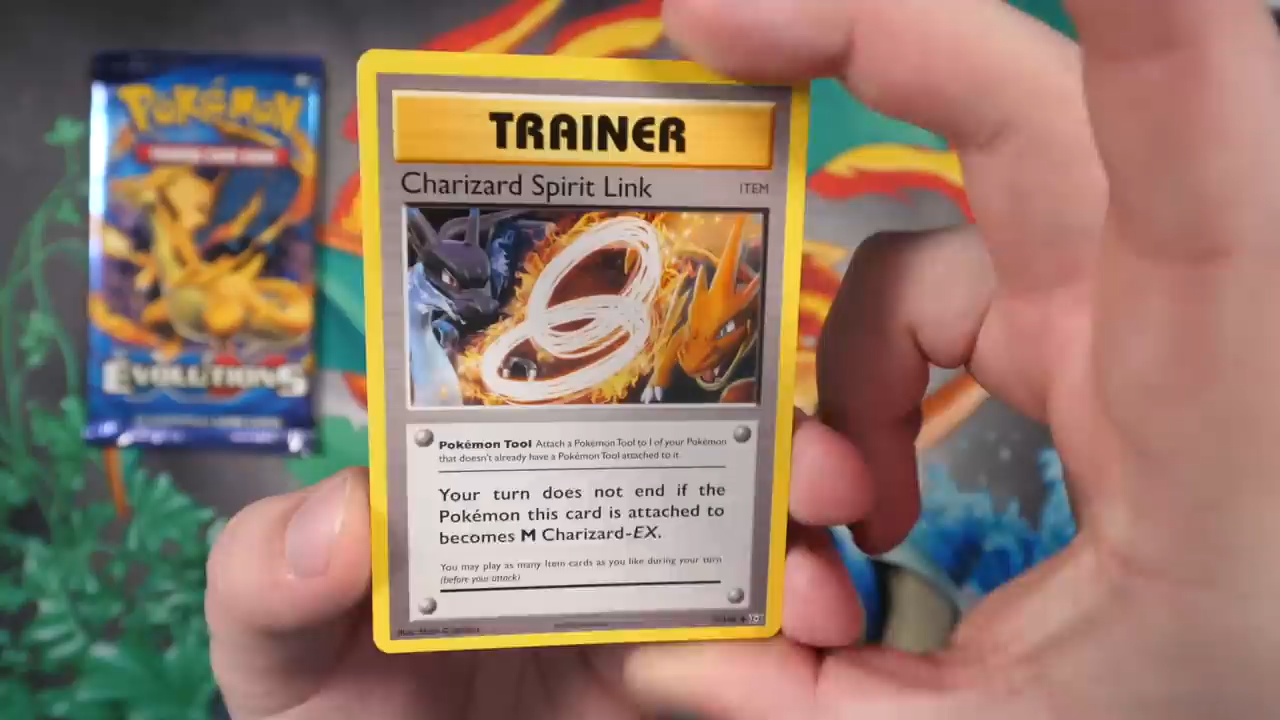 POKéMON
EVOLUTIONS
TRAINER
Charizard Spirit Link
ITEM
Pokémon Tool Attach a Pokémon Tool to 1 of your Pokémon
that doesn't already have a Pokémon Tool attached to it.
Your turn does not end if the
Pokémon this card is attached to
becomes M Charizard-EX.
You may play as many Item cards as you like during your turn
(before your attack)